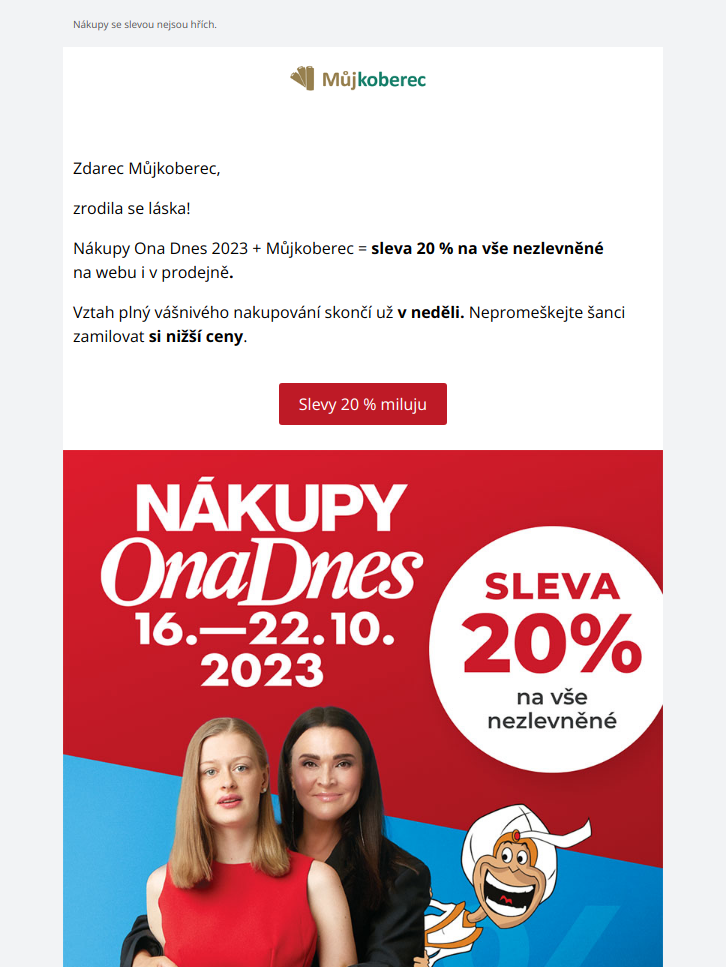 Nákupy se slevou nejsou hřích.
Můjkoberec
Zdarec Můjkoberec,
zrodila se láska!
Nákupy Ona Dnes 2023 + Můjkoberec = sleva 20 % na vše nezlevněné
na webu i v prodejně.
Vztah plný vášnivého nakupování skončí už v neděli. Nepromeškejte šanci
zamilovat si nižší ceny.
Slevy 20 % miluju
NÁKUPY
OnaDnes
16.—22.10.
2023
SLEVA
20%
na vše
nezlevněné
%